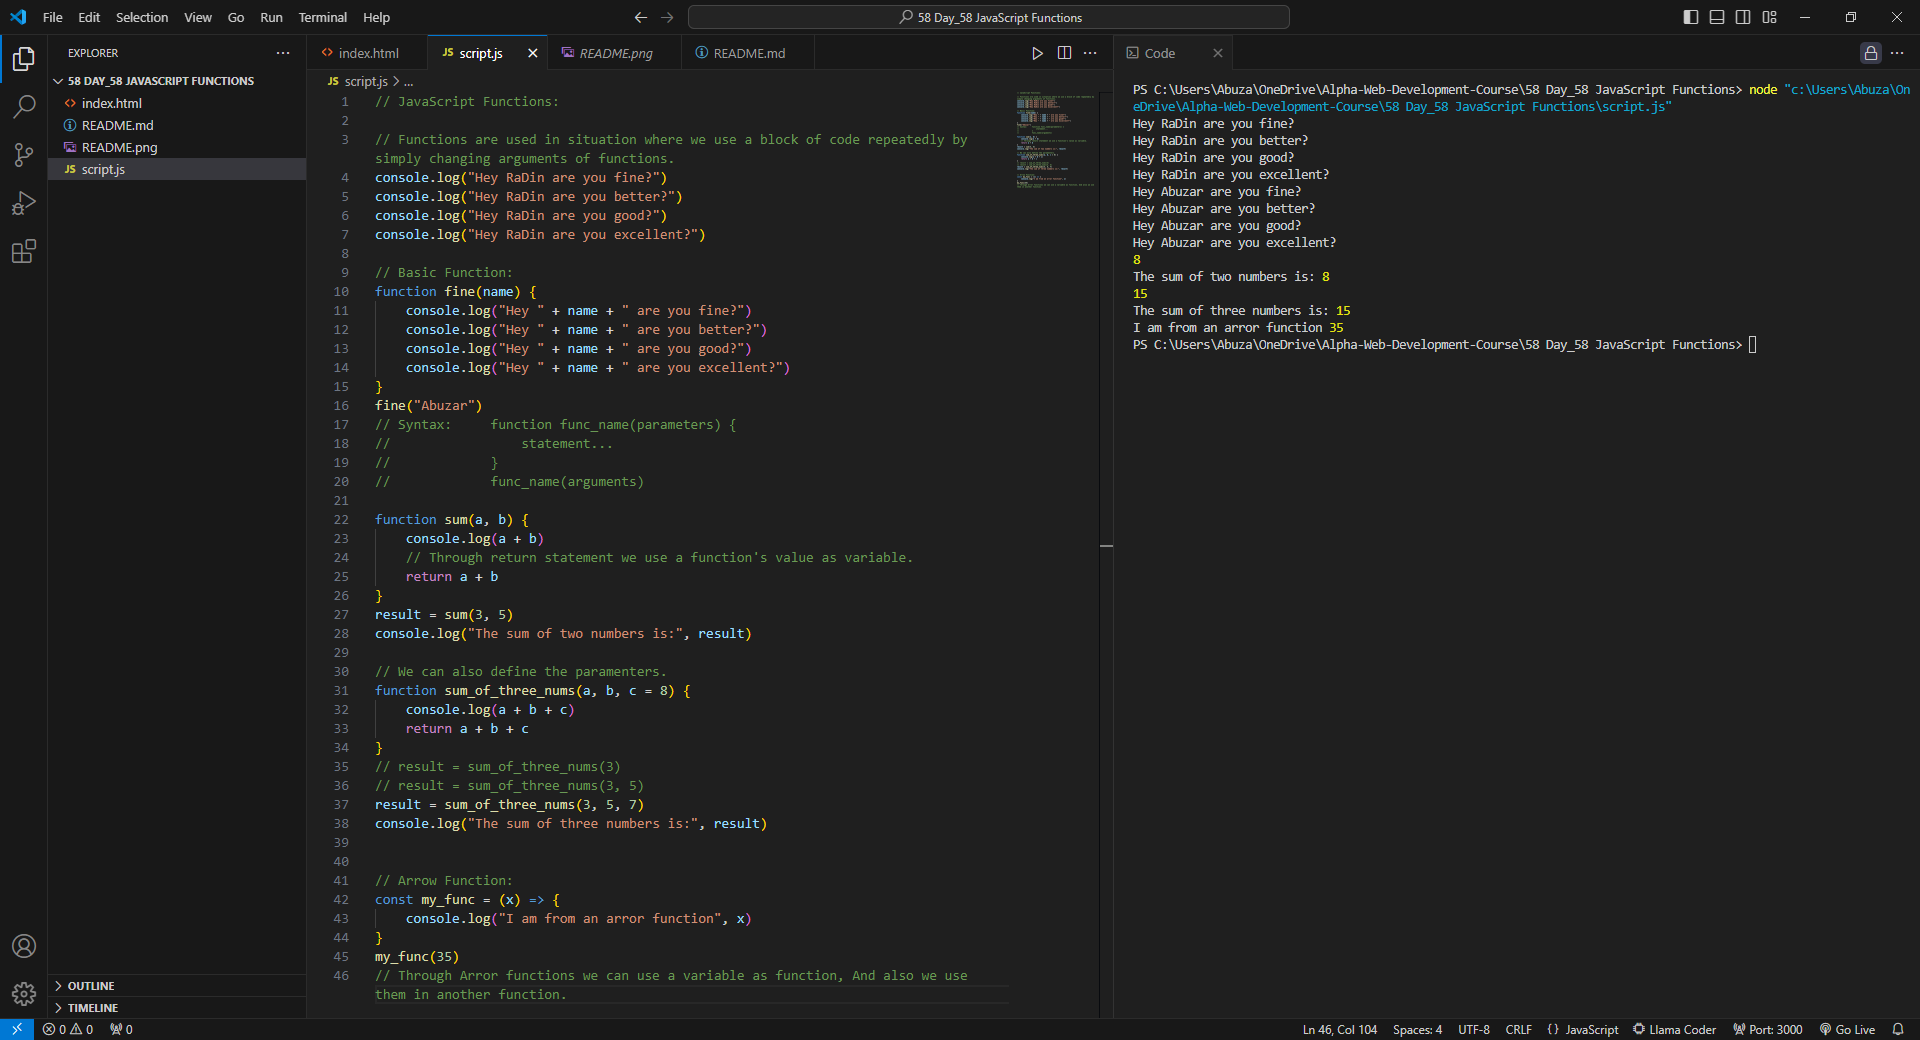 File Edit Selection View Go Run Terminal Help
58 Day_58 JavaScript Functions
EXPLORER
58 DAY_58 JAVASCRIPT FUNCTIONS
index.html
README.md
README.png
JS script.js
OUTLINE
TIMELINE
index.html JS script.js README.png README.md
JS script.js > ...
1 // JavaScript Functions:
2
3 // Functions are used in situation where we use a block of code repeatedly by
simply changing arguments of functions.
4 console.log("Hey RaDin are you fine?")
5 console.log("Hey RaDin are you better?")
6 console.log("Hey RaDin are you good?")
7 console.log("Hey RaDin are you excellent?")
8
9 // Basic Function:
10 function fine(name) {
11 console.log("Hey " + name + " are you fine?")
12 console.log("Hey " + name + " are you better?")
13 console.log("Hey " + name + " are you good?")
14 console.log("Hey " + name + " are you excellent?")
15 }
16 fine("Abuzar")
17 // Syntax: function func_name(parameters) {
18 // statement...
19 // }
20 // func_name(arguments)
21
22 function sum(a, b) {
23 console.log(a + b)
24 // Through return statement we use a function's value as variable.
25 return a + b
26 }
27 result = sum(3, 5)
28 console.log("The sum of two numbers is:", result)
29
30 // We can also define the paramenters.
31 function sum_of_three_nums(a, b, c = 8) {
32 console.log(a + b + c)
33 return a + b + c
34 }
35 // result = sum_of_three_nums(3)
36 // result = sum_of_three_nums(3, 5)
37 result = sum_of_three_nums(3, 5, 7)
38 console.log("The sum of three numbers is:", result)
39
40
41 // Arrow Function:
42 const my_func = (x) => {
43 console.log("I am from an arror function", x)
44 }
45 my_func(35)
46 // Through Arror functions we can use a variable as function, And also we use
them in another function.
Code
PS C:\Users\Abuza\OneDrive\Alpha-Web-Development-Course\58 Day_58 JavaScript Functions> node "c:\Users\Abuza\On
eDrive\Alpha-Web-Development-Course\58 Day_58 JavaScript Functions\script.js"
Hey RaDin are you fine?
Hey RaDin are you better?
Hey RaDin are you good?
Hey RaDin are you excellent?
Hey Abuzar are you fine?
Hey Abuzar are you better?
Hey Abuzar are you good?
Hey Abuzar are you excellent?
8
The sum of two numbers is: 8
15
The sum of three numbers is: 15
I am from an arror function 35
PS C:\Users\Abuza\OneDrive\Alpha-Web-Development-Course\58 Day_58 JavaScript Functions>
0 0 0 Ln 46, Col 104 Spaces: 4 UTF-8 CRLF {} JavaScript Llama Coder Port: 3000 Go Live